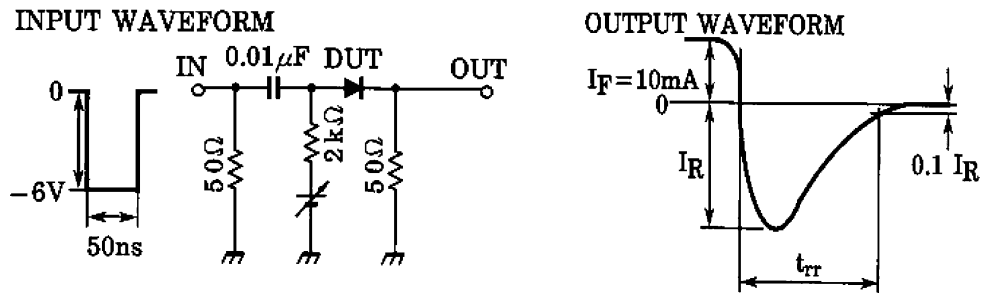 INPUT WAVEFORM
0
−6V
50ns
IN
0.01μF
DUT
OUT
50Ω
2kΩ
50Ω
OUTPUT WAVEFORM
IF=10mA
0
IR
0.1 IR
trr